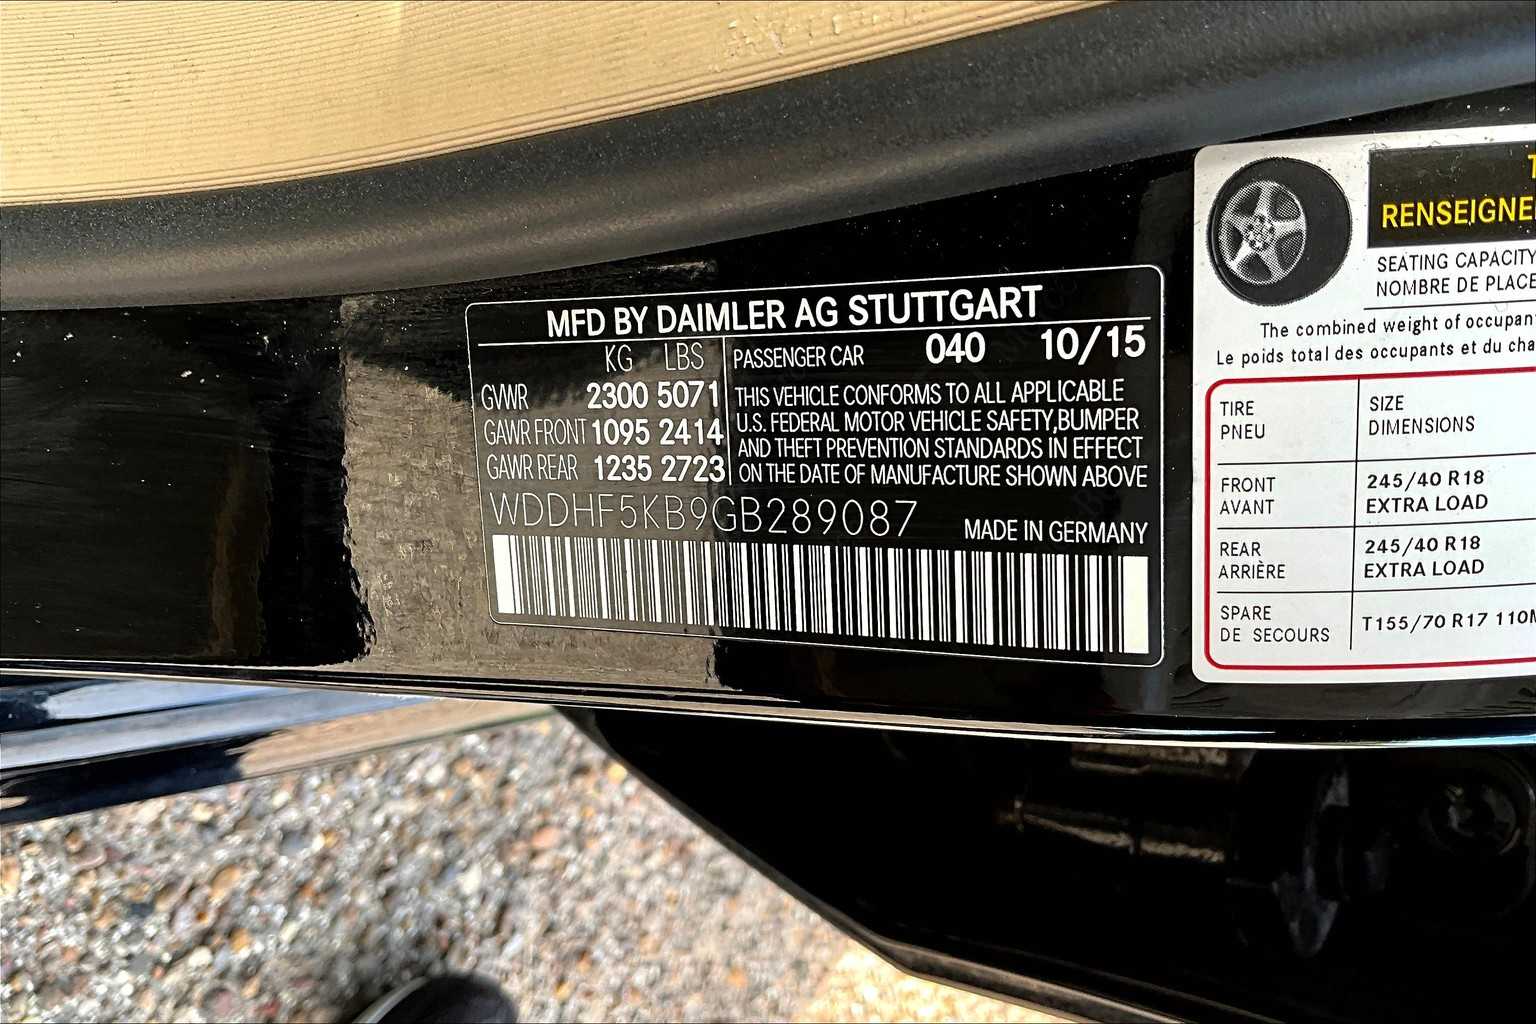 MFD BY DAIMLER AG STUTTGART
KG LBS
PASSENGER CAR 040 10/15
GVWR 2300 5071
GAWR FRONT 1095 2414
GAWR REAR 1235 2723
THIS VEHICLE CONFORMS TO ALL APPLICABLE
U.S. FEDERAL MOTOR VEHICLE SAFETY,BUMPER
AND THEFT PREVENTION STANDARDS IN EFFECT
ON THE DATE OF MANUFACTURE SHOWN ABOVE
WDDHF5KB9GB289087
MADE IN GERMANY
RENSEIGNE
SEATING CAPACITY
NOMBRE DE PLACE
The combined weight of occupant
Le poids total des occupants et du cha
TIRE
PNEU
SIZE
DIMENSIONS
FRONT
AVANT
245/40 R18
EXTRA LOAD
REAR
ARRIÈRE
245/40 R18
EXTRA LOAD
SPARE
DE SECOURS
T155/70 R17 110M